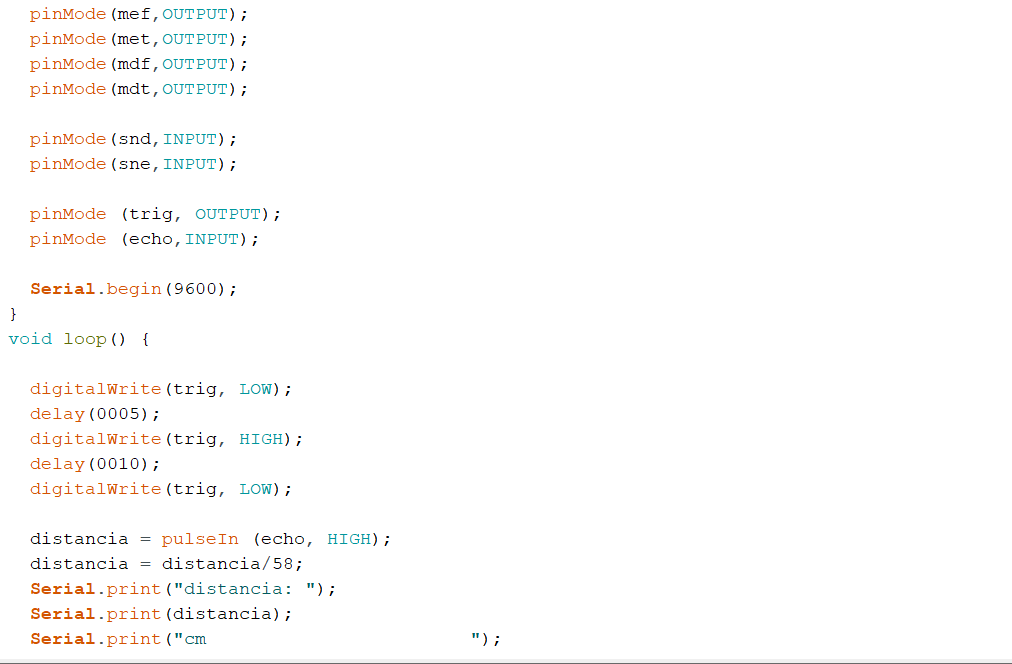 pinMode(mef,OUTPUT);
pinMode(met,OUTPUT);
pinMode(mdf,OUTPUT);
pinMode(mdt,OUTPUT);
pinMode(snd,INPUT);
pinMode(sne,INPUT);
pinMode (trig, OUTPUT);
pinMode (echo,INPUT);
Serial.begin(9600);
}
void loop() {
digitalWrite(trig, LOW);
delay(0005);
digitalWrite(trig, HIGH);
delay(0010);
digitalWrite(trig, LOW);
distancia = pulseIn (echo, HIGH);
distancia = distancia/58;
Serial.print("distancia: ");
Serial.print(distancia);
Serial.print("cm                        ");